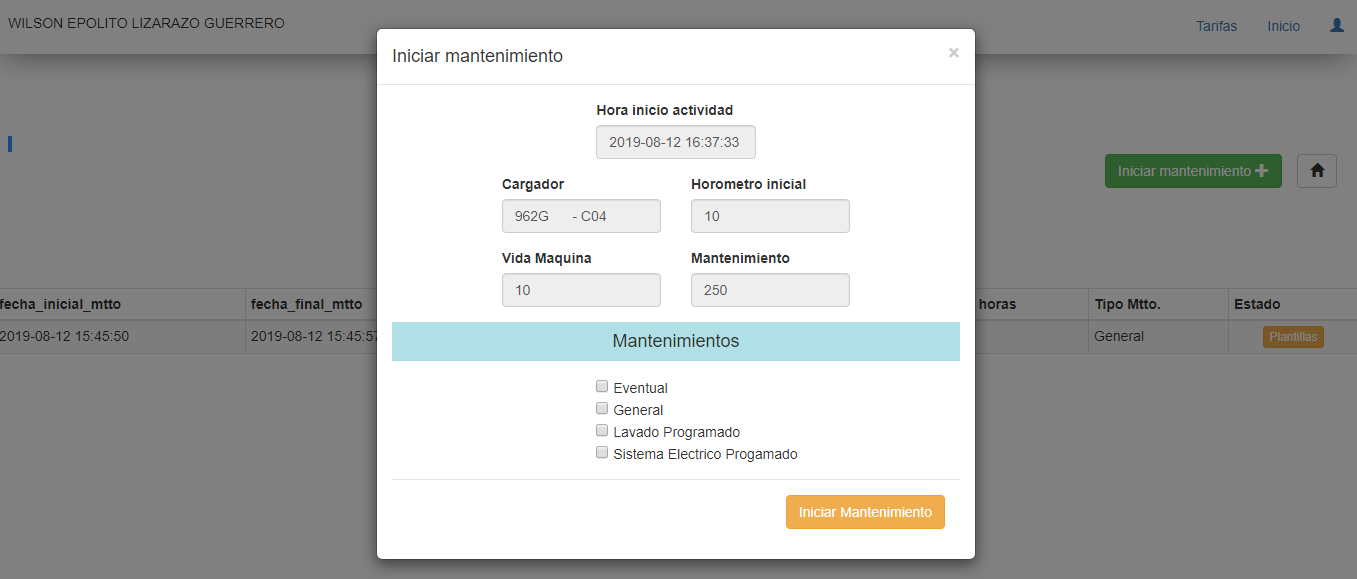 WILSON EPOLITO LIZARAZO GUERRERO
Tarifas Inicio
Iniciar mantenimiento ×
Hora inicio actividad
2019-08-12 16:37:33
Iniciar mantenimiento
Cargador Horometro inicial
962G - C04 10
Vida Maquina Mantenimiento
10 250
fecha_inicial_mtto fecha_final_mtto horas Tipo Mtto. Estado
2019-08-12 15:45:50 2019-08-12 15:45:57 General Plantillas
Mantenimientos
Eventual
General
Lavado Programado
Sistema Electrico Progamado
Iniciar Mantenimiento